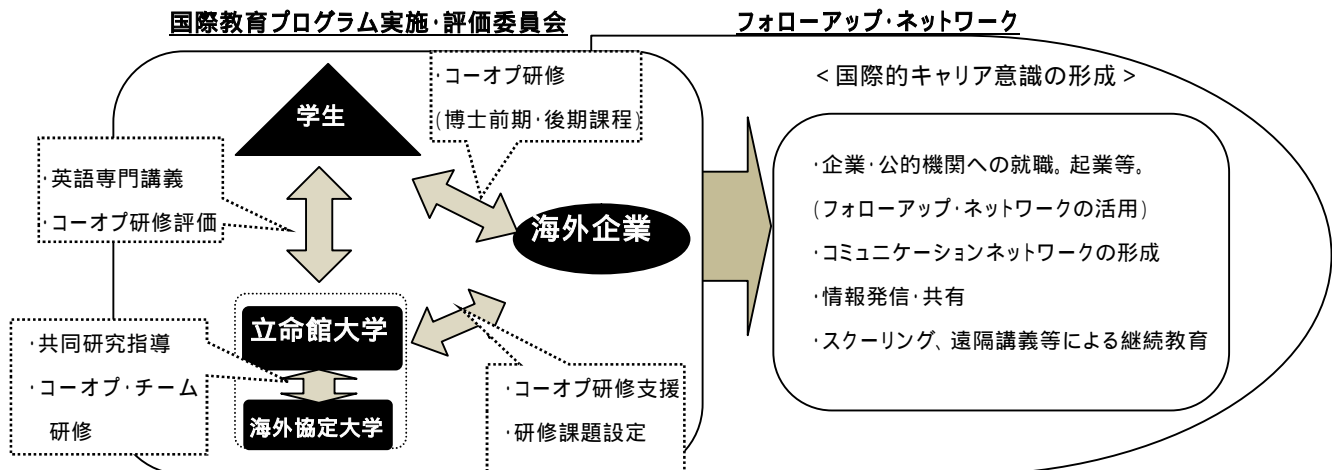 国際教育プログラム実施・評価委員会
フォローアップ・ネットワーク
学生
・コーオプ研修
(博士前期・後期課程)
・英語専門講義
・コーオプ研修評価
海外企業
立命館大学
海外協定大学
・共同研究指導
・コーオプ・チーム
研修
・コーオプ研修支援
・研修課題設定
<国際的キャリア意識の形成>
・企業・公的機関への就職。起業等。
(フォローアップ・ネットワークの活用)
・コミュニケーションネットワークの形成
・情報発信・共有
・スクーリング、遠隔講義等による継続教育